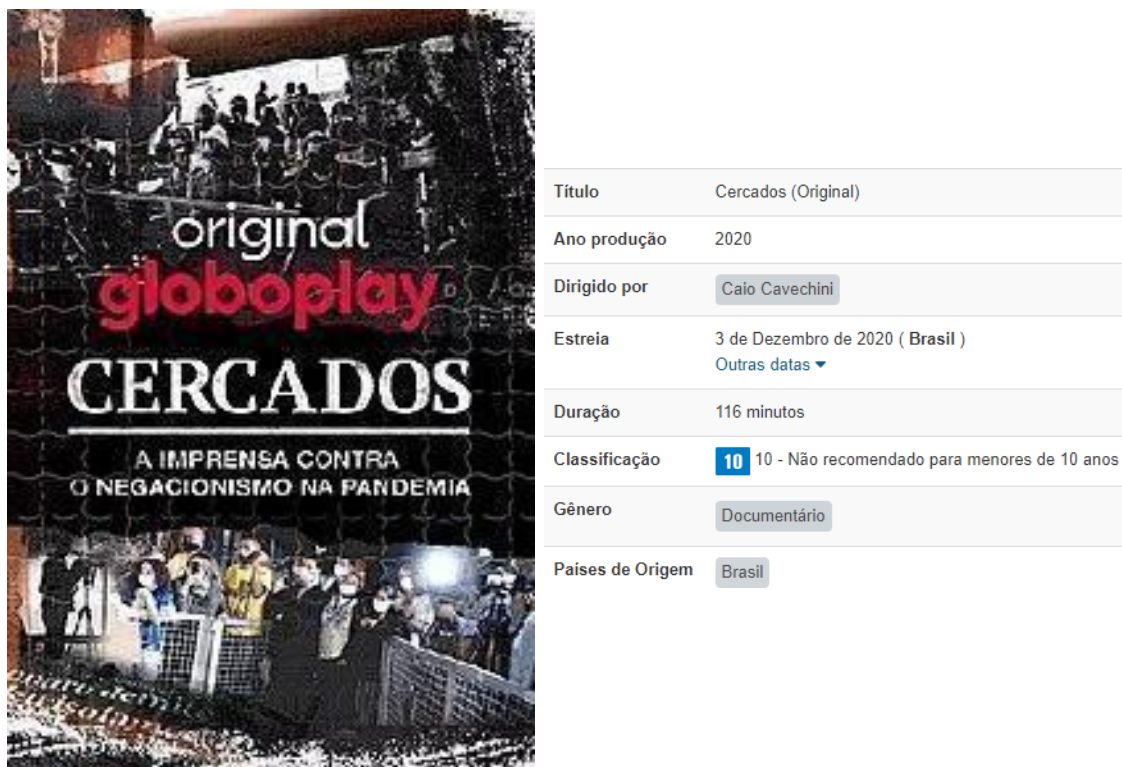 original
globoplay
CERCADOS
A IMPRENSA CONTRA
O NEGACIONISMO NA PANDEMIA
Título Cercados (Original)
Ano produção 2020
Dirigido por Caio Cavechini
Estreia 3 de Dezembro de 2020 ( Brasil )
Outras datas
Duração 116 minutos
Classificação 10 10 - Não recomendado para menores de 10 anos
Gênero Documentário
Países de Origem Brasil